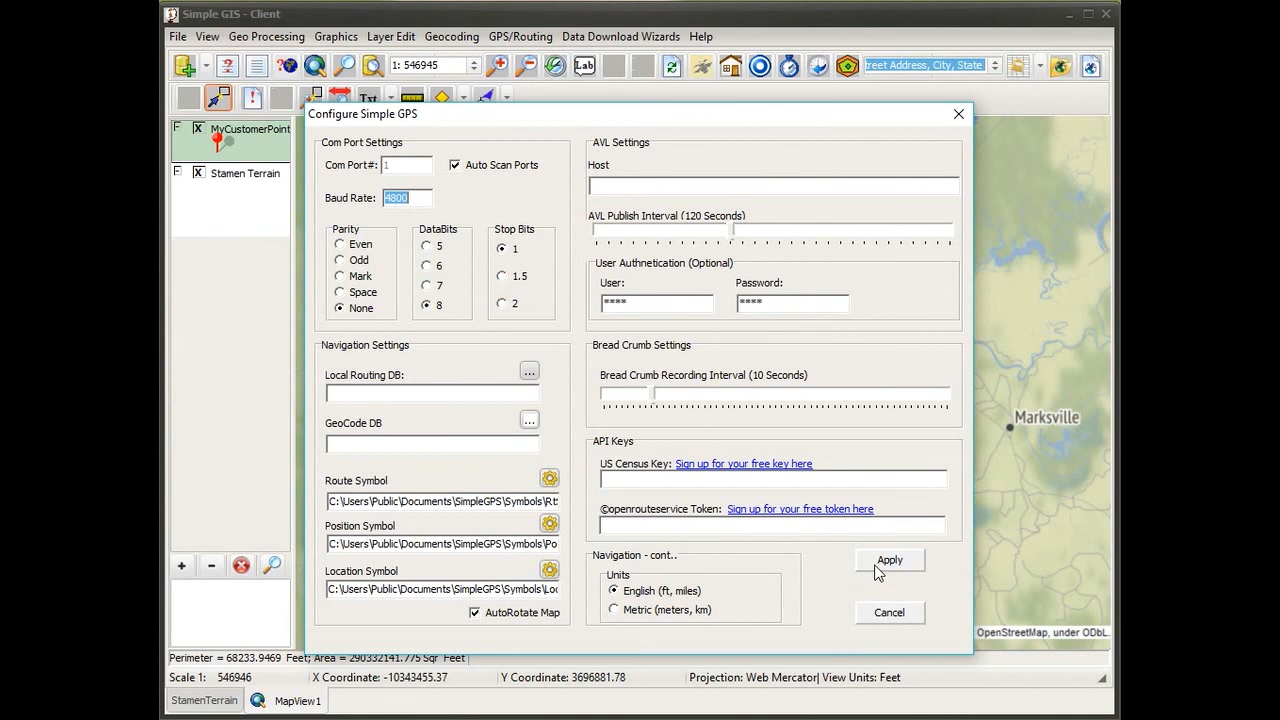 Simple GIS - Client
File View Geo Processing Graphics Layer Edit Geocoding GPS/Routing Data Download Wizards Help
1: 546945 Lab treet Address, City, State
Txt
Configure Simple GPS
MyCustomerPoint
Stamen Terrain
Com Port Settings
Com Port#: 1 Auto Scan Ports
Baud Rate: 4800
Parity
Even
Odd
Mark
Space
None
DataBits
5
6
7
8
Stop Bits
1
1.5
2
Navigation Settings
Local Routing DB: ...
GeoCode DB ...
Route Symbol
C:\Users\Public\Documents\SimpleGPS\Symbols\Rt
Position Symbol
C:\Users\Public\Documents\SimpleGPS\Symbols\Po
Location Symbol
C:\Users\Public\Documents\SimpleGPS\Symbols\Loc
AutoRotate Map
AVL Settings
Host
AVL Publish Interval (120 Seconds)
User Authnetication (Optional)
User: Password:
**** ****
Bread Crumb Settings
Bread Crumb Recording Interval (10 Seconds)
API Keys
US Census Key: Sign up for your free key here
©openrouteservice Token: Sign up for your free token here
Navigation - cont..
Units
English (ft, miles)
Metric (meters, km)
Apply
Cancel
Marksville
OpenStreetMap, under ODbL.
Perimeter = 68233.9469 Feet; Area = 290332141.775 Sqr Feet
Scale 1: 546946 X Coordinate: -10343455.37 Y Coordinate: 3696881.78 Projection: Web Mercator| View Units: Feet
StamenTerrain MapView1